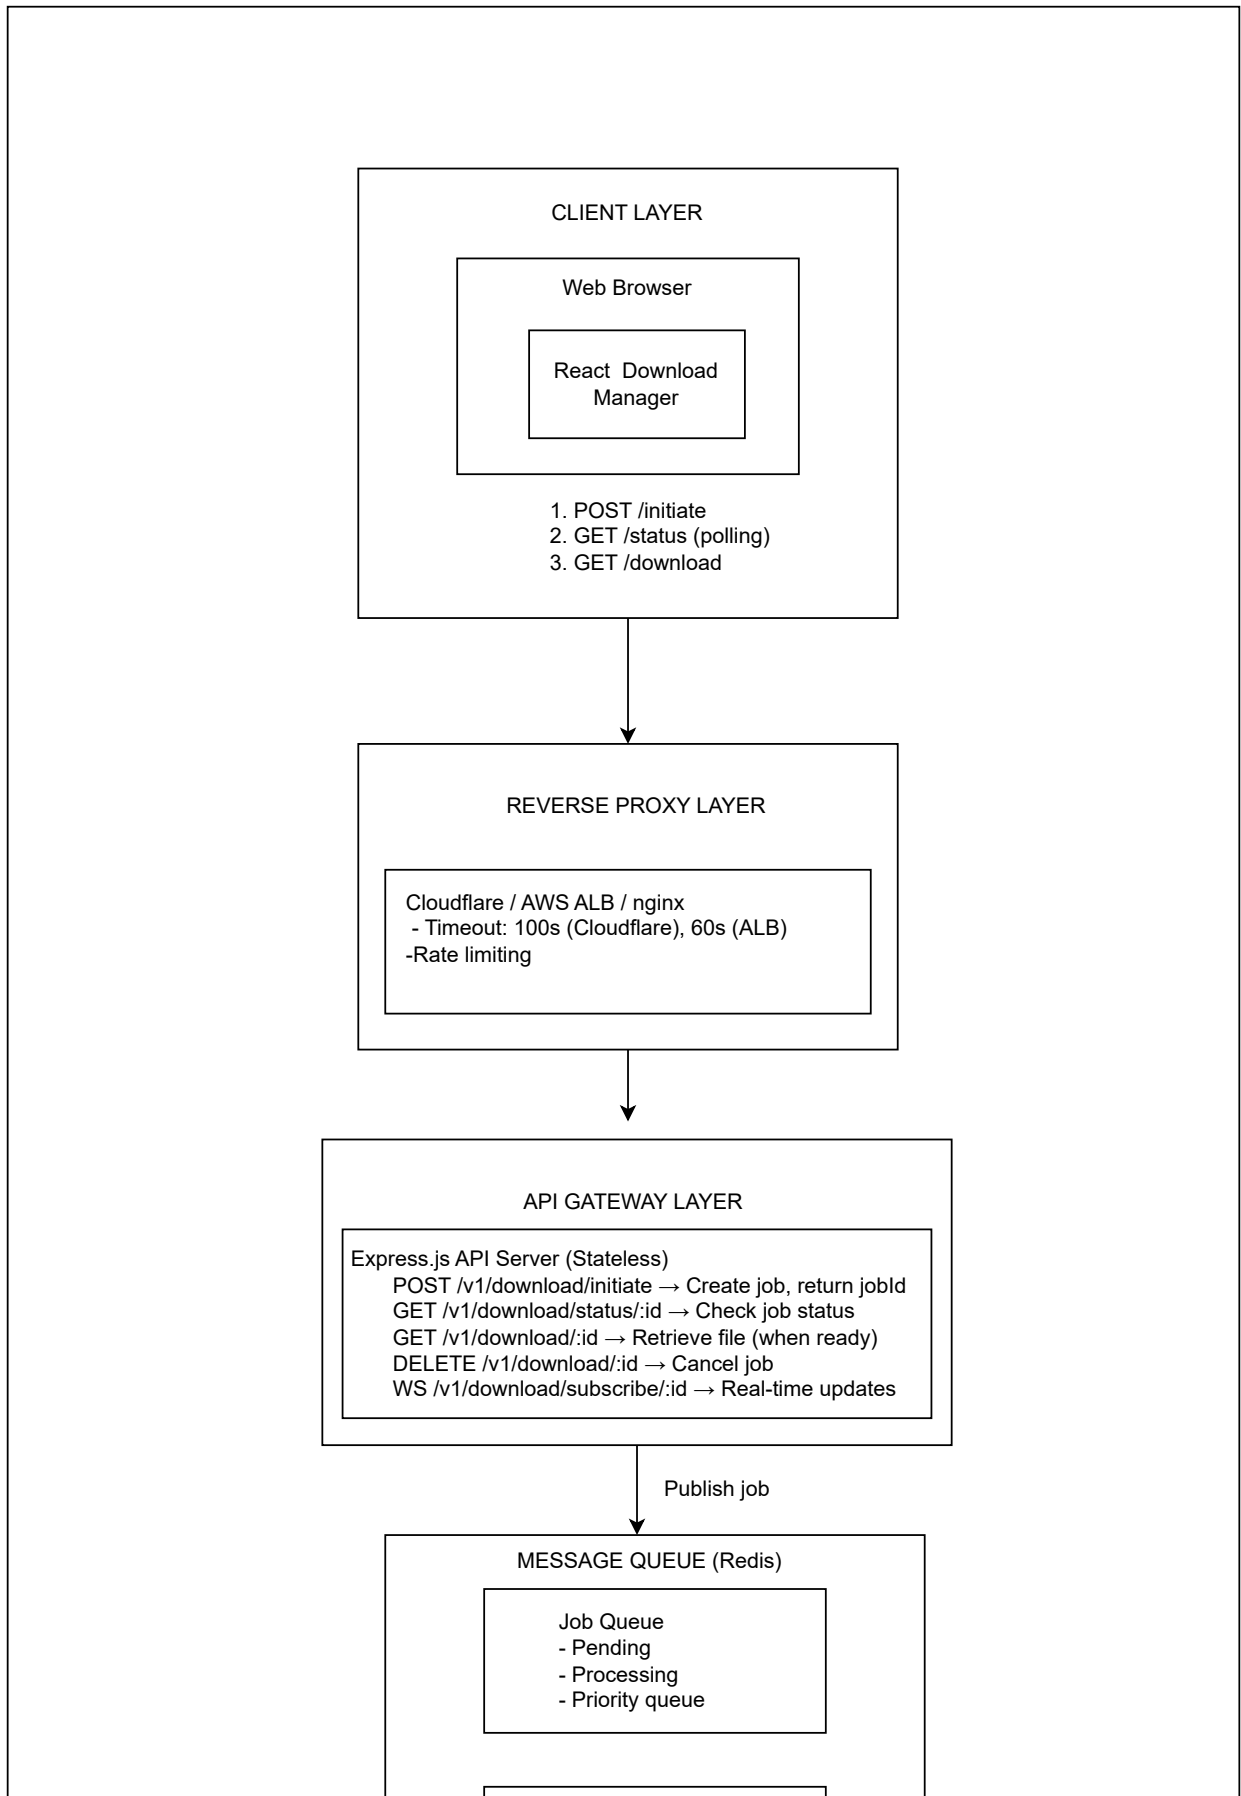 CLIENT LAYER
Web Browser
React  Download
Manager
1. POST /initiate
2. GET /status (polling)
3. GET /download
REVERSE PROXY LAYER
Cloudflare / AWS ALB / nginx
- Timeout: 100s (Cloudflare), 60s (ALB)
-Rate limiting
API GATEWAY LAYER
Express.js API Server (Stateless)
POST /v1/download/initiate → Create job, return jobId
GET /v1/download/status/:id → Check job status
GET /v1/download/:id → Retrieve file (when ready)
DELETE /v1/download/:id → Cancel job
WS /v1/download/subscribe/:id → Real-time updates
Publish job
MESSAGE QUEUE (Redis)
Job Queue
- Pending
- Processing
- Priority queue